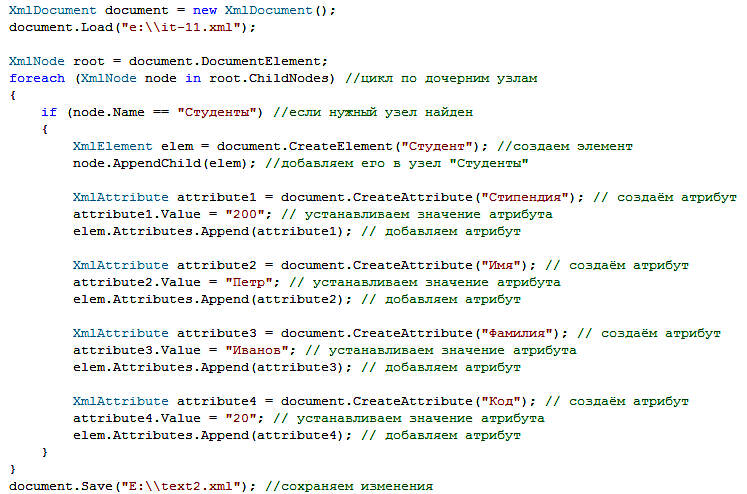 XmlDocument document = new XmlDocument();
document.Load("e:\\it-11.xml");
XmlNode root = document.DocumentElement;
foreach (XmlNode node in root.ChildNodes) //цикл по дочерним узлам
{
if (node.Name == "Студенты") //если нужный узел найден
{
XmlElement elem = document.CreateElement("Студент"); //создаем элемент
node.AppendChild(elem); //добавляем его в узел "Студенты"
XmlAttribute attribute1 = document.CreateAttribute("Стипендия"); // создаём атрибут
attribute1.Value = "200"; // устанавливаем значение атрибута
elem.Attributes.Append(attribute1); // добавляем атрибут
XmlAttribute attribute2 = document.CreateAttribute("Имя"); // создаём атрибут
attribute2.Value = "Петр"; // устанавливаем значение атрибута
elem.Attributes.Append(attribute2); // добавляем атрибут
XmlAttribute attribute3 = document.CreateAttribute("Фамилия"); // создаём атрибут
attribute3.Value = "Иванов"; // устанавливаем значение атрибута
elem.Attributes.Append(attribute3); // добавляем атрибут
XmlAttribute attribute4 = document.CreateAttribute("Код"); // создаём атрибут
attribute4.Value = "20"; // устанавливаем значение атрибута
elem.Attributes.Append(attribute4); // добавляем атрибут
}
}
document.Save("E:\\text2.xml"); //сохраняем изменения